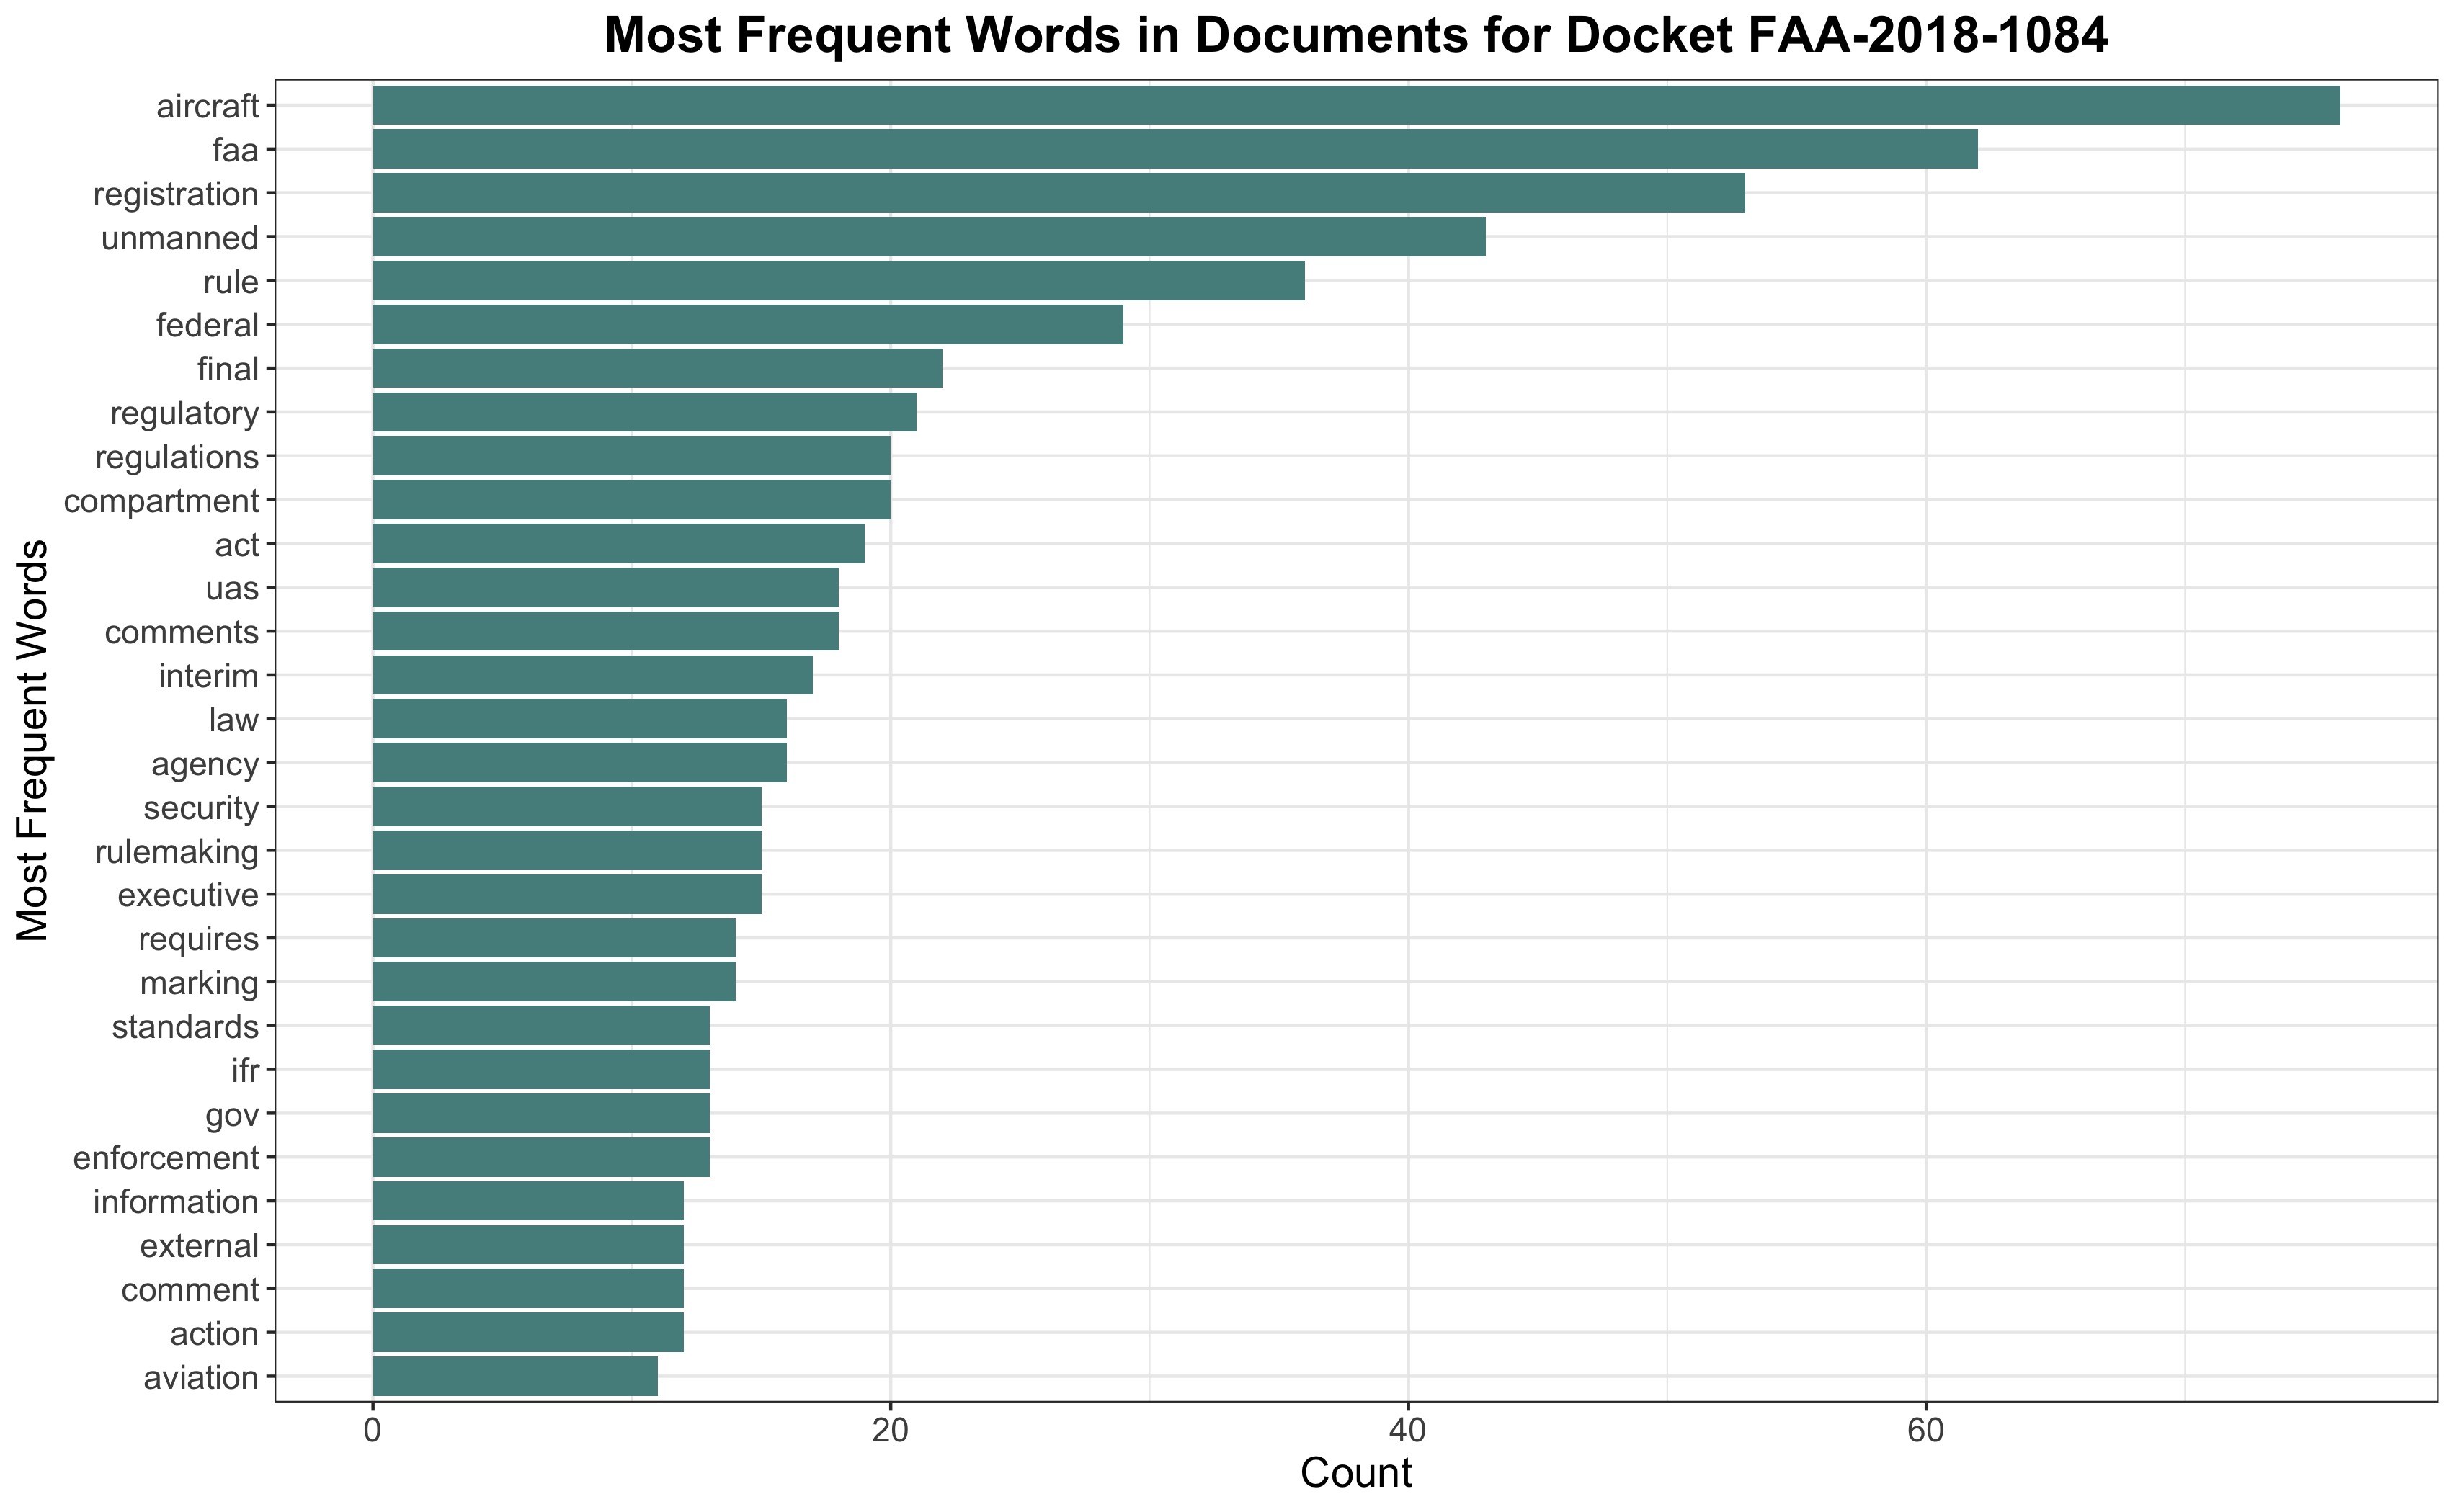 Most Frequent Words in Documents for Docket FAA-2018-1084
Most Frequent Words
aircraft
faa
registration
unmanned
rule
federal
final
regulatory
regulations
compartment
act
uas
comments
interim
law
agency
security
rulemaking
executive
requires
marking
standards
ifr
gov
enforcement
information
external
comment
action
aviation
0 20 40 60
Count